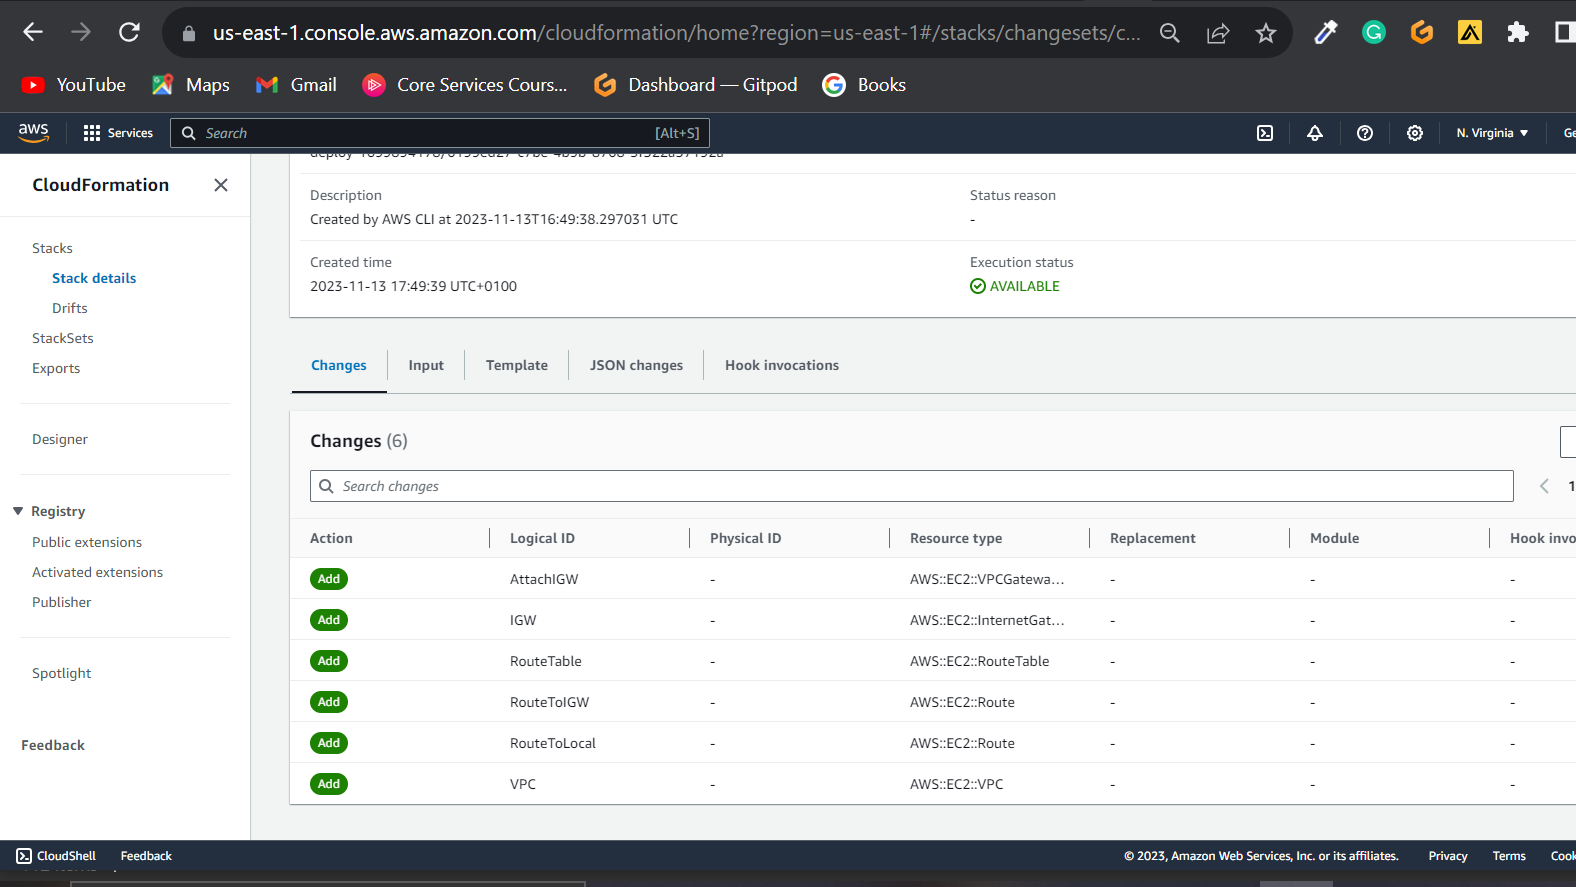 us-east-1.console.aws.amazon.com/cloudformation/home?region=us-east-1#/stacks/changesets/c...
YouTube Maps Gmail Core Services Cours... Dashboard — Gitpod Books
aws Services Search [Alt+S] N. Virginia
CloudFormation
Stacks
Stack details
Drifts
StackSets
Exports
Designer
Registry
Public extensions
Activated extensions
Publisher
Spotlight
Feedback
Description
Created by AWS CLI at 2023-11-13T16:49:38.297031 UTC
Status reason
-
Created time
2023-11-13 17:49:39 UTC+0100
Execution status
AVAILABLE
Changes Input Template JSON changes Hook invocations
Changes (6)
Search changes
1
Action Logical ID Physical ID Resource type Replacement Module Hook invo
Add AttachIGW - AWS::EC2::VPCGatewa... - - -
Add IGW - AWS::EC2::InternetGat... - - -
Add RouteTable - AWS::EC2::RouteTable - - -
Add RouteToIGW - AWS::EC2::Route - - -
Add RouteToLocal - AWS::EC2::Route - - -
Add VPC - AWS::EC2::VPC - - -
CloudShell Feedback © 2023, Amazon Web Services, Inc. or its affiliates. Privacy Terms Cook